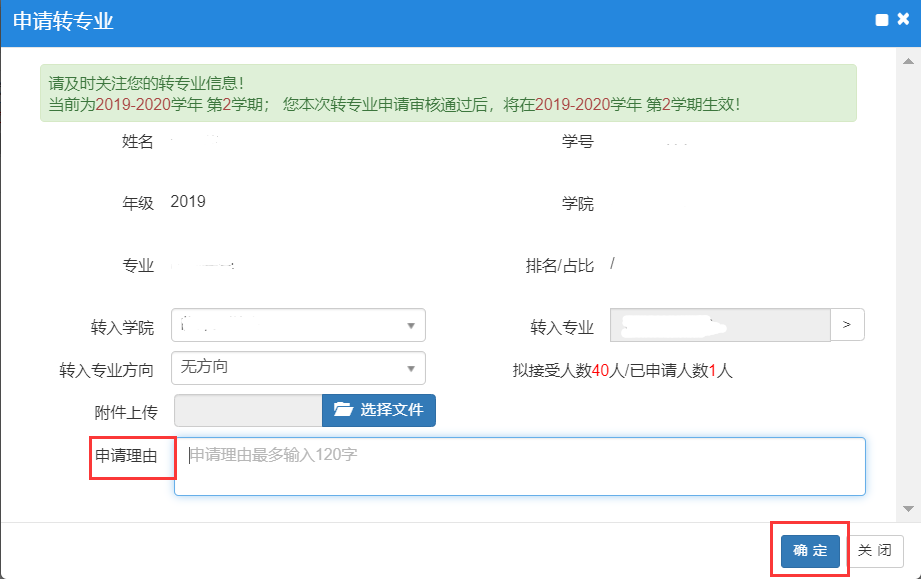 申请转专业
请及时关注您的转专业信息！
当前为2019-2020学年 第2学期； 您本次转专业申请审核通过后，将在2019-2020学年 第2学期生效！
姓名 学号
年级 2019 学院
专业 排名/占比 /
转入学院 转入专业 >
转入专业方向 无方向 拟接受人数40人/已申请人数1人
附件上传 选择文件
申请理由 申请理由最多输入120字
确 定 关 闭